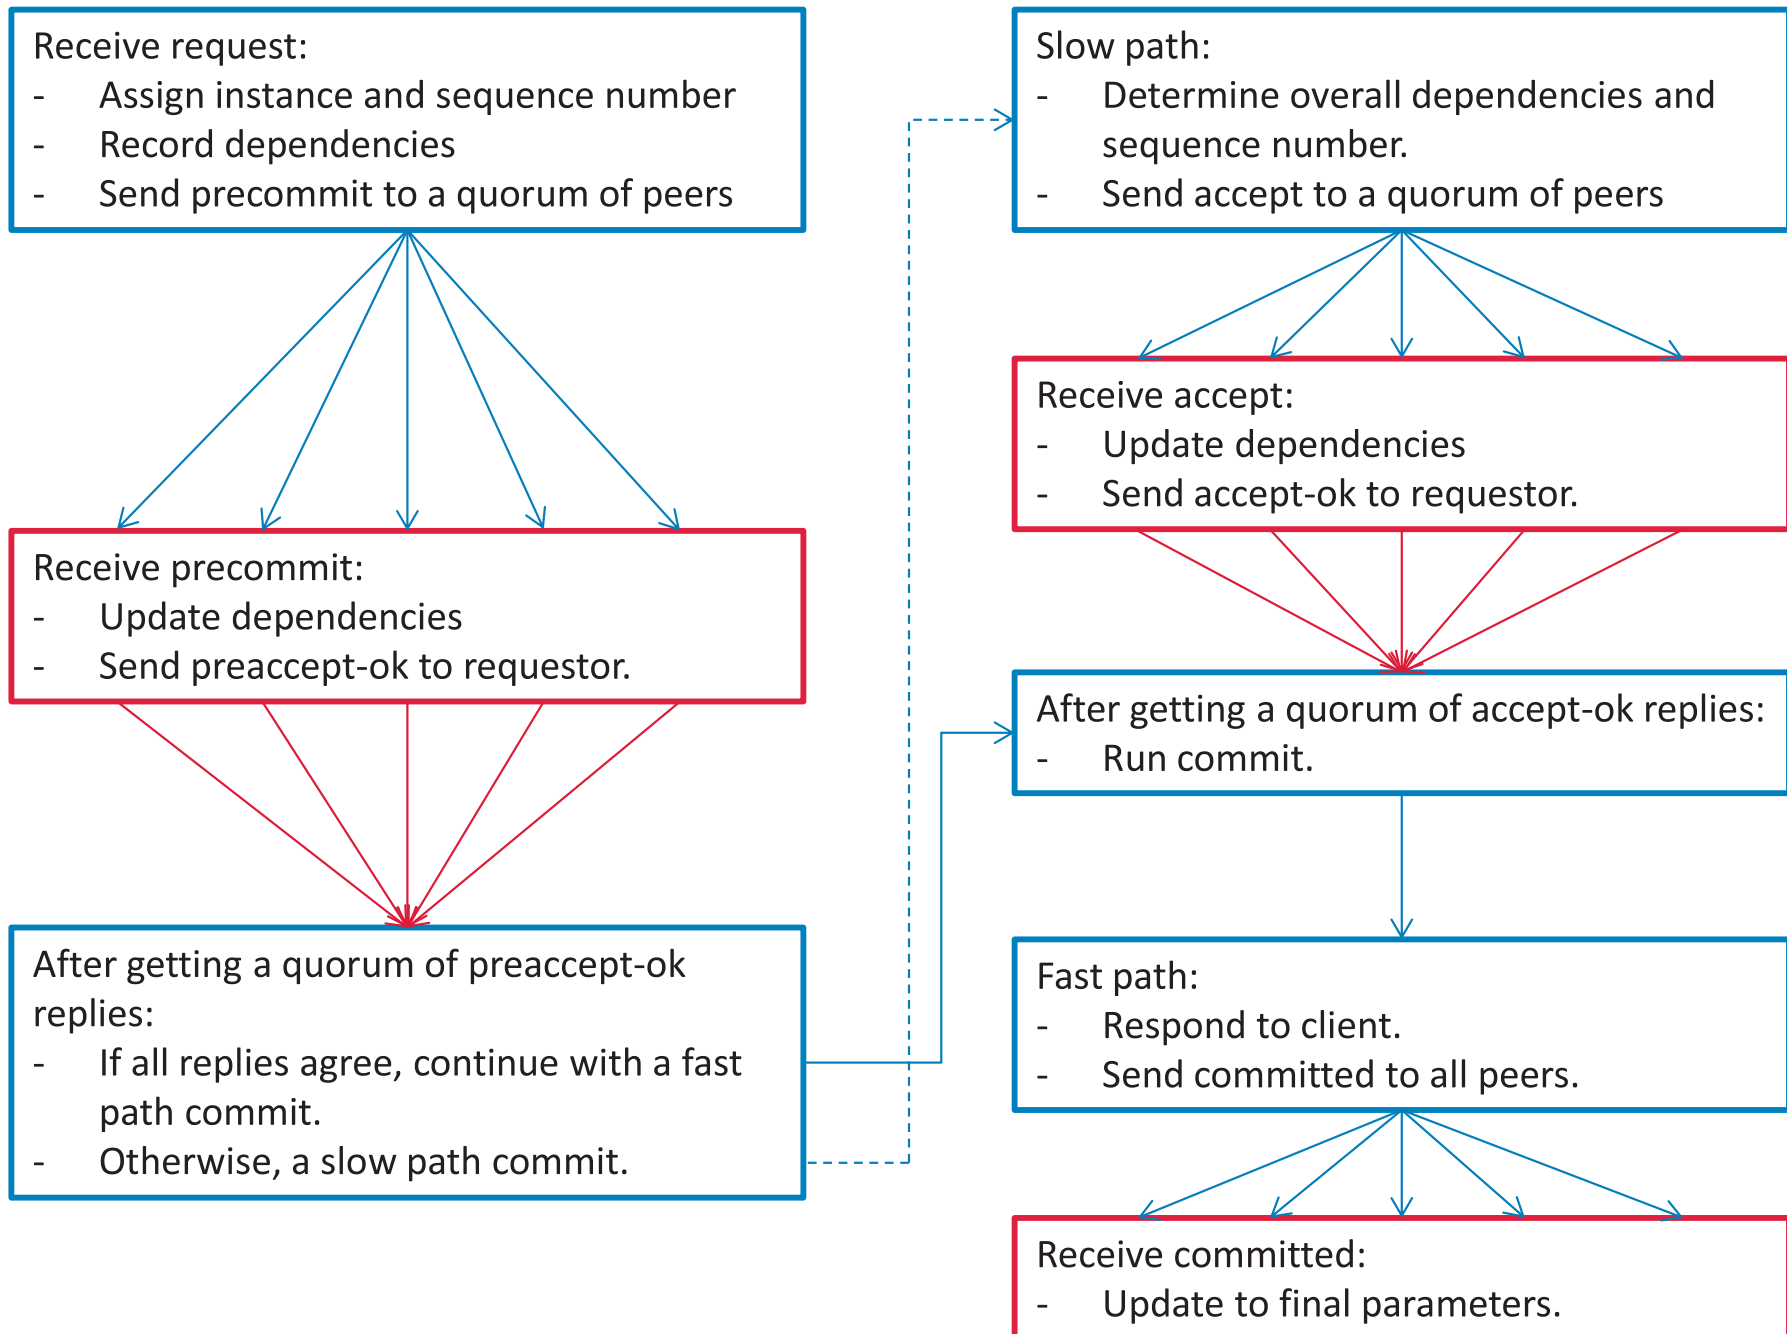 Receive request:
- Assign instance and sequence number
- Record dependencies
- Send precommit to a quorum of peers
Receive precommit:
- Update dependencies
- Send preaccept-ok to requestor.
After getting a quorum of preaccept-ok
replies:
- If all replies agree, continue with a fast
path commit.
- Otherwise, a slow path commit.
Slow path:
- Determine overall dependencies and
sequence number.
- Send accept to a quorum of peers
Receive accept:
- Update dependencies
- Send accept-ok to requestor.
After getting a quorum of accept-ok replies:
- Run commit.
Fast path:
- Respond to client.
- Send committed to all peers.
Receive committed:
- Update to final parameters.